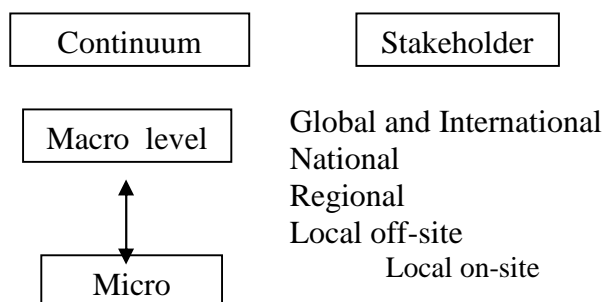 Continuum
Stakeholder
Macro level
Global and International
National
Regional
Local off-site
Local on-site
Micro